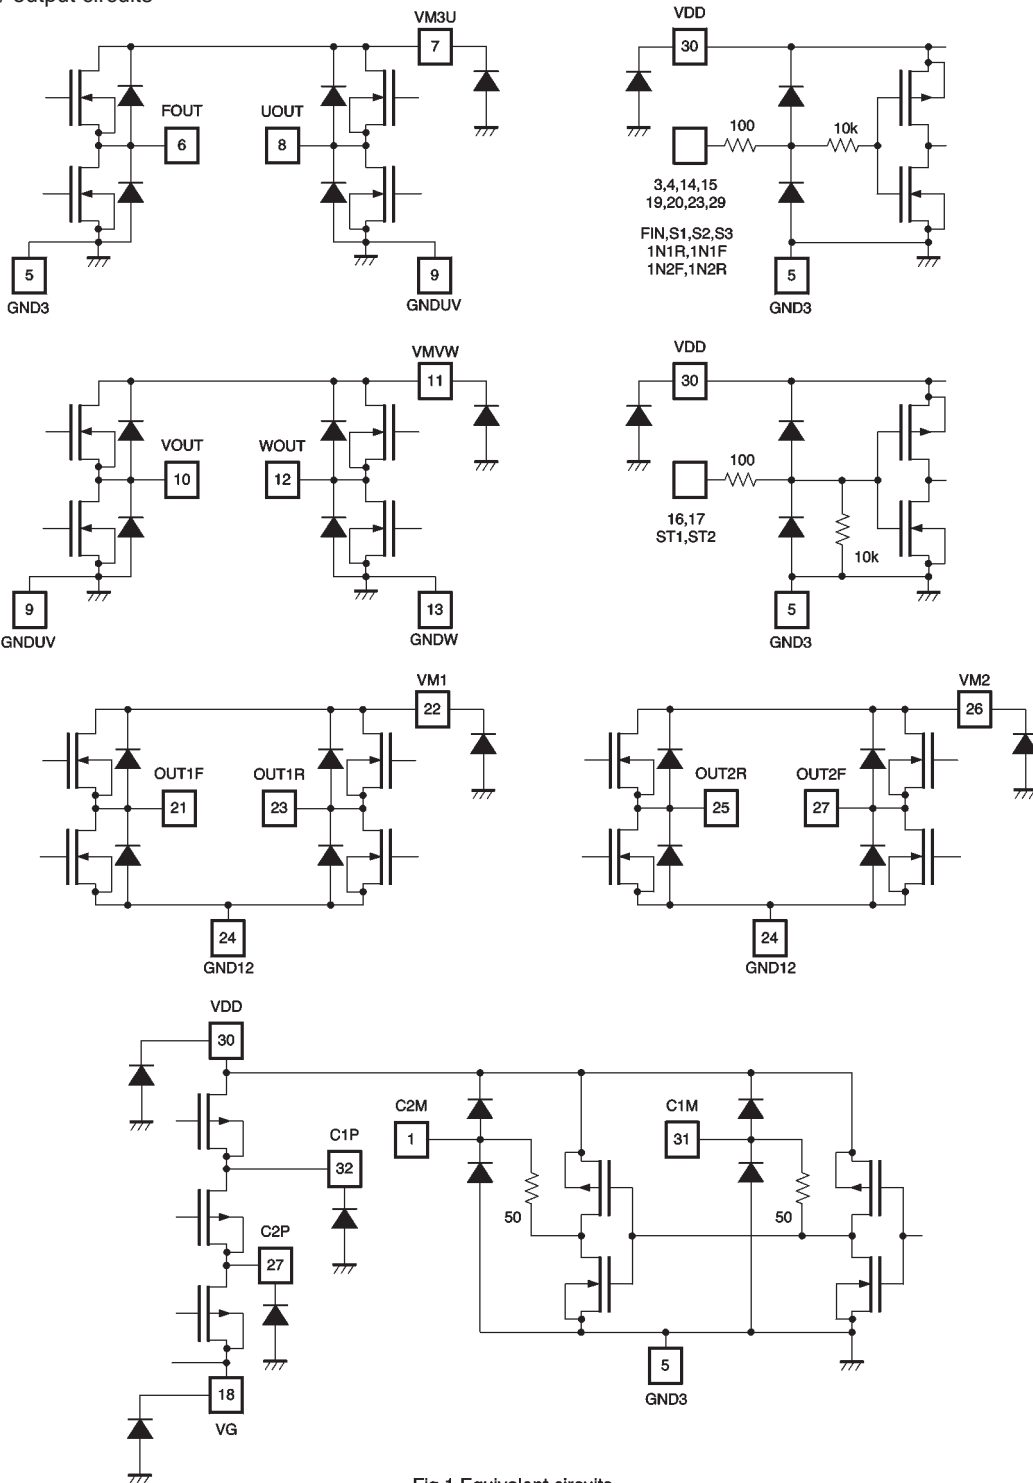 output circuits
VM3U
7
FOUT
6
UOUT
8
5
GND3
9
GNDUV
VDD
30
100
10k
3,4,14,15
19,20,23,29
FIN,S1,S2,S3
1N1R,1N1F
1N2F,1N2R
5
GND3
VMVW
11
VOUT
10
WOUT
12
9
GNDUV
13
GNDW
VDD
30
100
16,17
ST1,ST2
10k
5
GND3
VM1
22
OUT1F
21
OUT1R
23
24
GND12
VM2
26
OUT2R
25
OUT2F
27
24
GND12
VDD
30
C1P
32
C2P
27
18
VG
C2M
1
50
C1M
31
50
5
GND3
Fig.1 Equivalent circuits